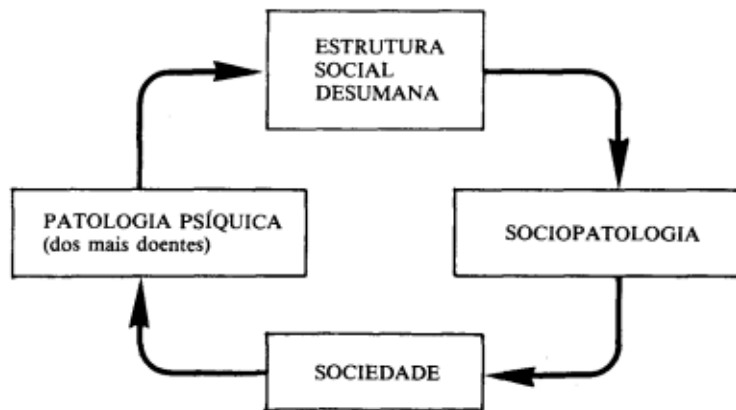 ESTRUTURA
SOCIAL
DESUMANA
PATOLOGIA PSÍQUICA
(dos mais doentes)
SOCIOPATOLOGIA
SOCIEDADE